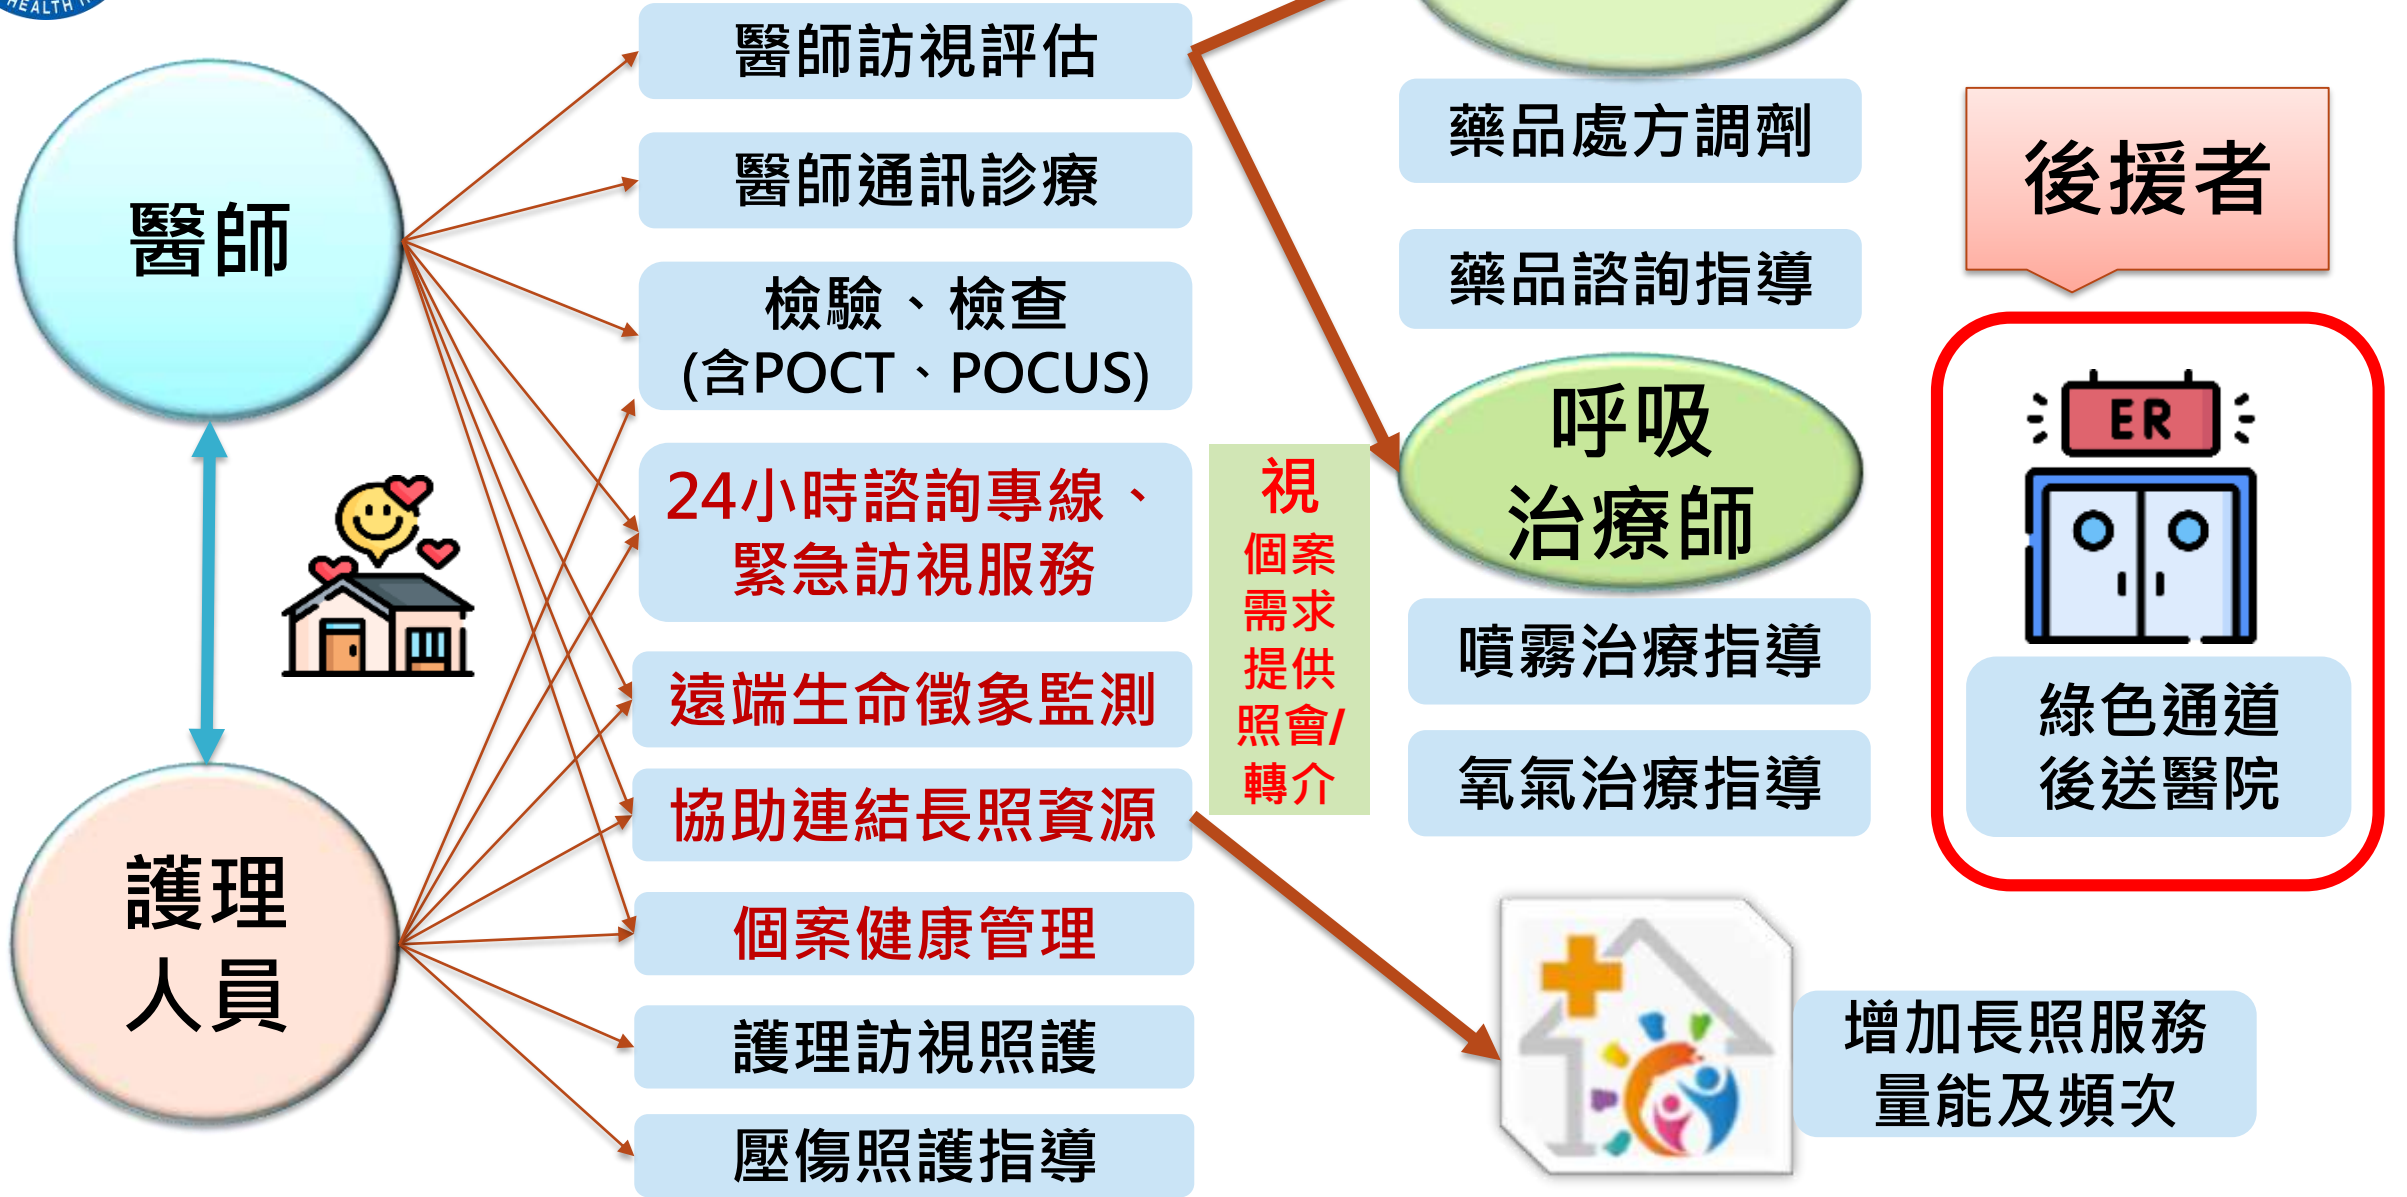 HEALTH
醫師
護理
人員
醫師訪視評估
醫師通訊診療
檢驗、檢查
(含POCT、POCUS)
24小時諮詢專線、
緊急訪視服務
遠端生命徵象監測
協助連結長照資源
個案健康管理
護理訪視照護
壓傷照護指導
視
個案
需求
提供
照會/
轉介
藥品處方調劑
藥品諮詢指導
呼吸
治療師
噴霧治療指導
氧氣治療指導
增加長照服務
量能及頻次
後援者
ER
綠色通道
後送醫院